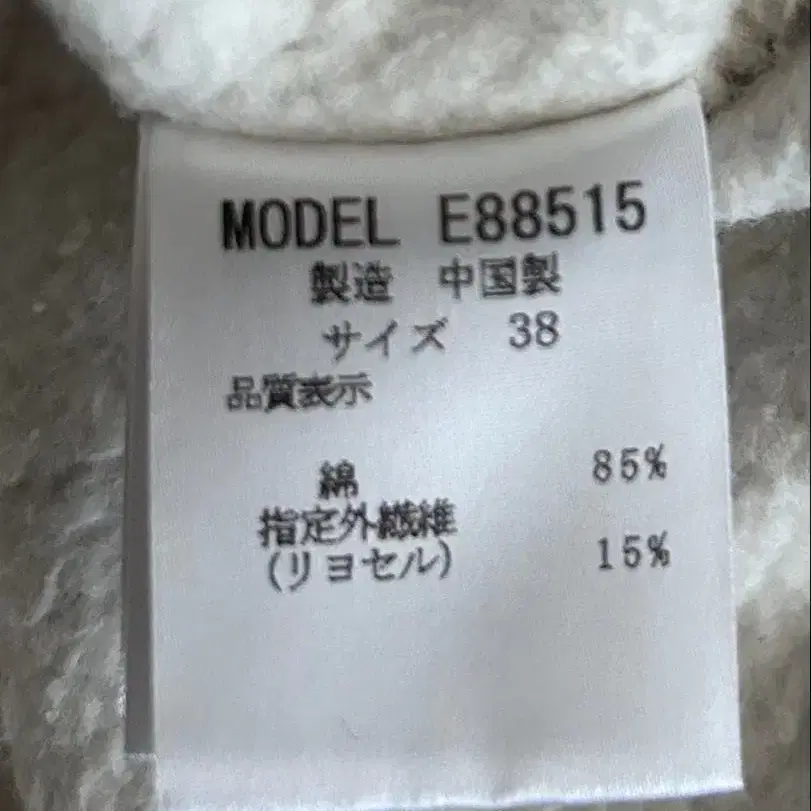 MODEL E88515
製造 中国製
サイズ 38
品質表示
綿 85%
指定外繊維
(リヨセル) 15%